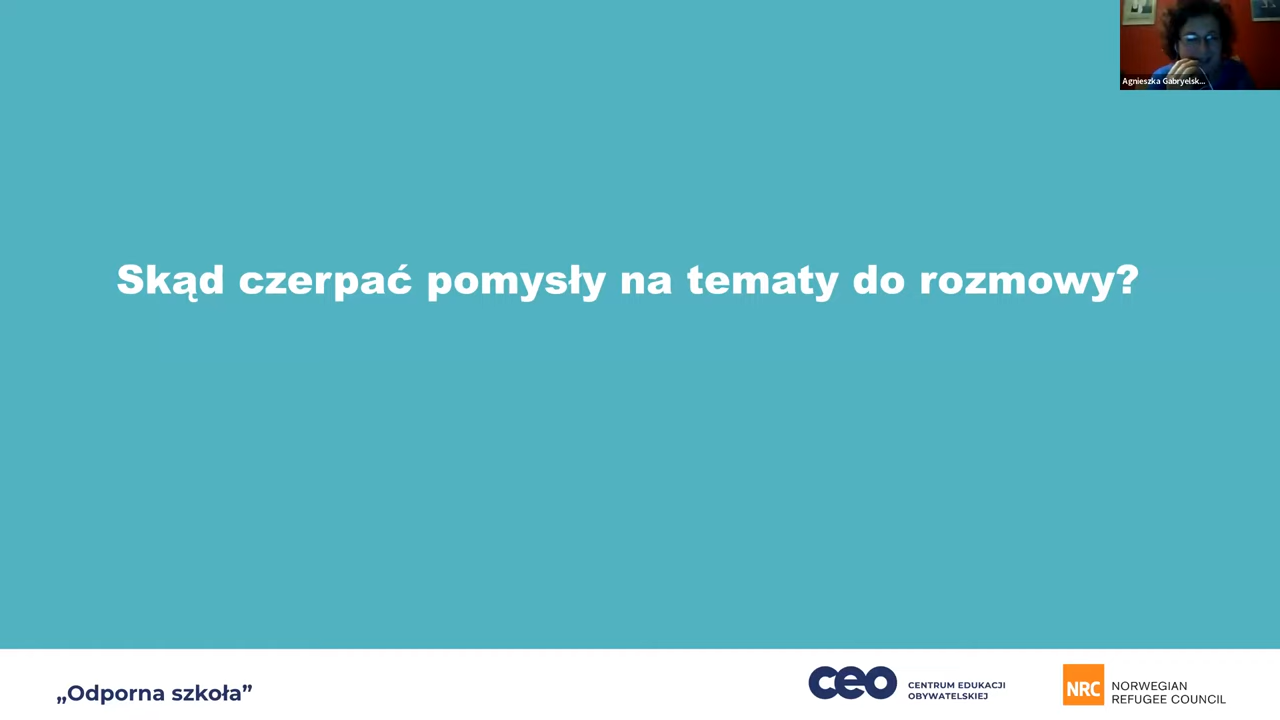 Agnieszka Gabryelsk...
Skąd czerpać pomysły na tematy do rozmowy?
„Odporna szkoła”
ceo
CENTRUM EDUKACJI
OBYWATELSKIEJ
NRC
NORWEGIAN
REFUGEE COUNCIL